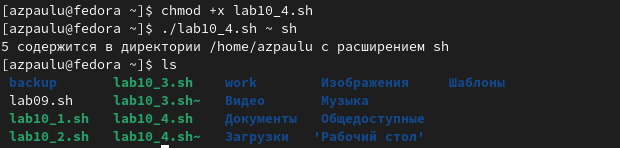 [azpaulu@fedora ~]$ chmod +x lab10_4.sh
[azpaulu@fedora ~]$ ./lab10_4.sh ~ sh
5 содержится в директории /home/azpaulu с расширением sh
[azpaulu@fedora ~]$ ls
backup lab10_3.sh work Изображения Шаблоны
lab09.sh lab10_3.sh~ Видео Музыка
lab10_1.sh lab10_4.sh Документы Общедоступные
lab10_2.sh lab10_4.sh~ Загрузки 'Рабочий стол'